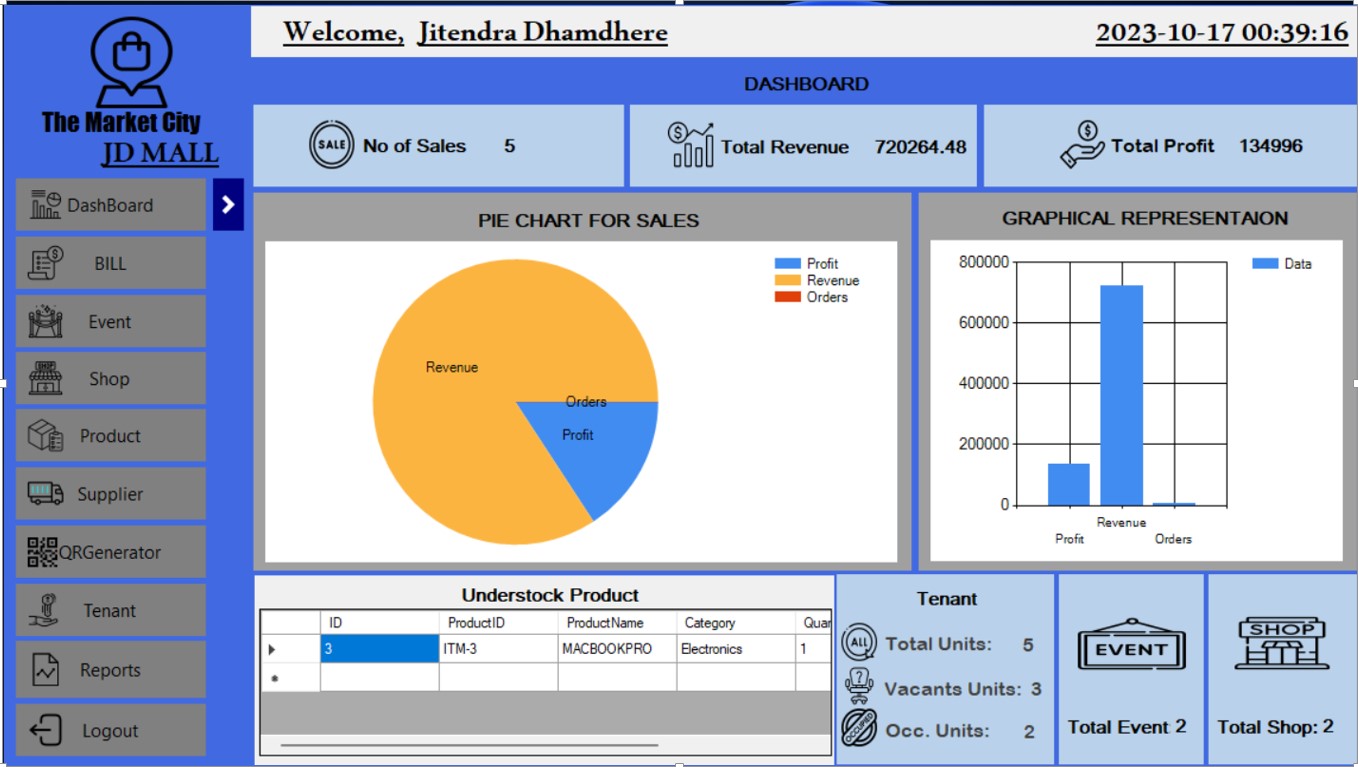 Welcome, Jitendra Dhamdhere
2023-10-17 00:39:16
The Market City
JD MALL
DashBoard
BILL
Event
Shop
Product
Supplier
QRGenerator
Tenant
Reports
Logout
DASHBOARD
SALE
No of Sales 5
$
Total Revenue 720264.48
$
Total Profit 134996
PIE CHART FOR SALES
Profit
Revenue
Orders
Revenue
Orders
Profit
GRAPHICAL REPRESENTAION
800000
600000
400000
200000
0
Data
Revenue
Profit Orders
Understock Product
ID ProductID ProductName Category Quar
3 ITM-3 MACBOOKPRO Electronics 1
Tenant
ALL
Total Units: 5
?
Vacants Units: 3
OCCUPIED
Occ. Units: 2
EVENT
Total Event 2
SHOP
Total Shop: 2